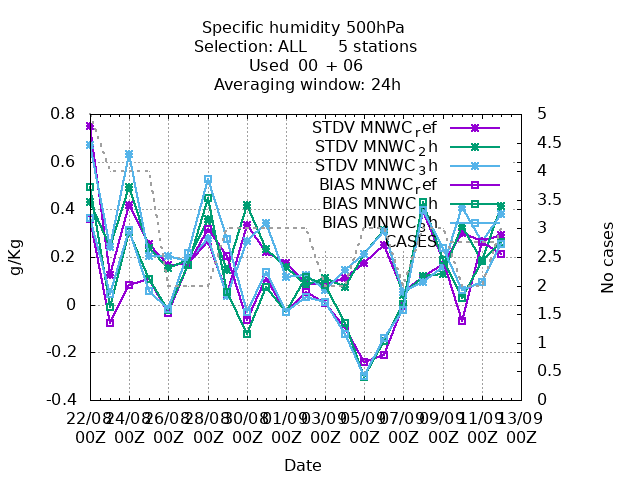 Specific humidity 500hPa
Selection: ALL 5 stations
Used 00 + 06
Averaging window: 24h
STDV MNWC_ref
STDV MNWC_2h
STDV MNWC_3h
BIAS MNWC_ref
BIAS MNWC_2h
BIAS MNWC_3h
CASES
g/Kg
0.8
0.6
0.4
0.2
0
-0.2
-0.4
No cases
5
4.5
4
3.5
3
2.5
2
1.5
1
0.5
0
22/08 24/08 26/08 28/08 30/08 01/09 03/09 05/09 07/09 09/09 11/09 13/09
00Z 00Z 00Z 00Z 00Z 00Z 00Z 00Z 00Z 00Z 00Z 00Z
Date